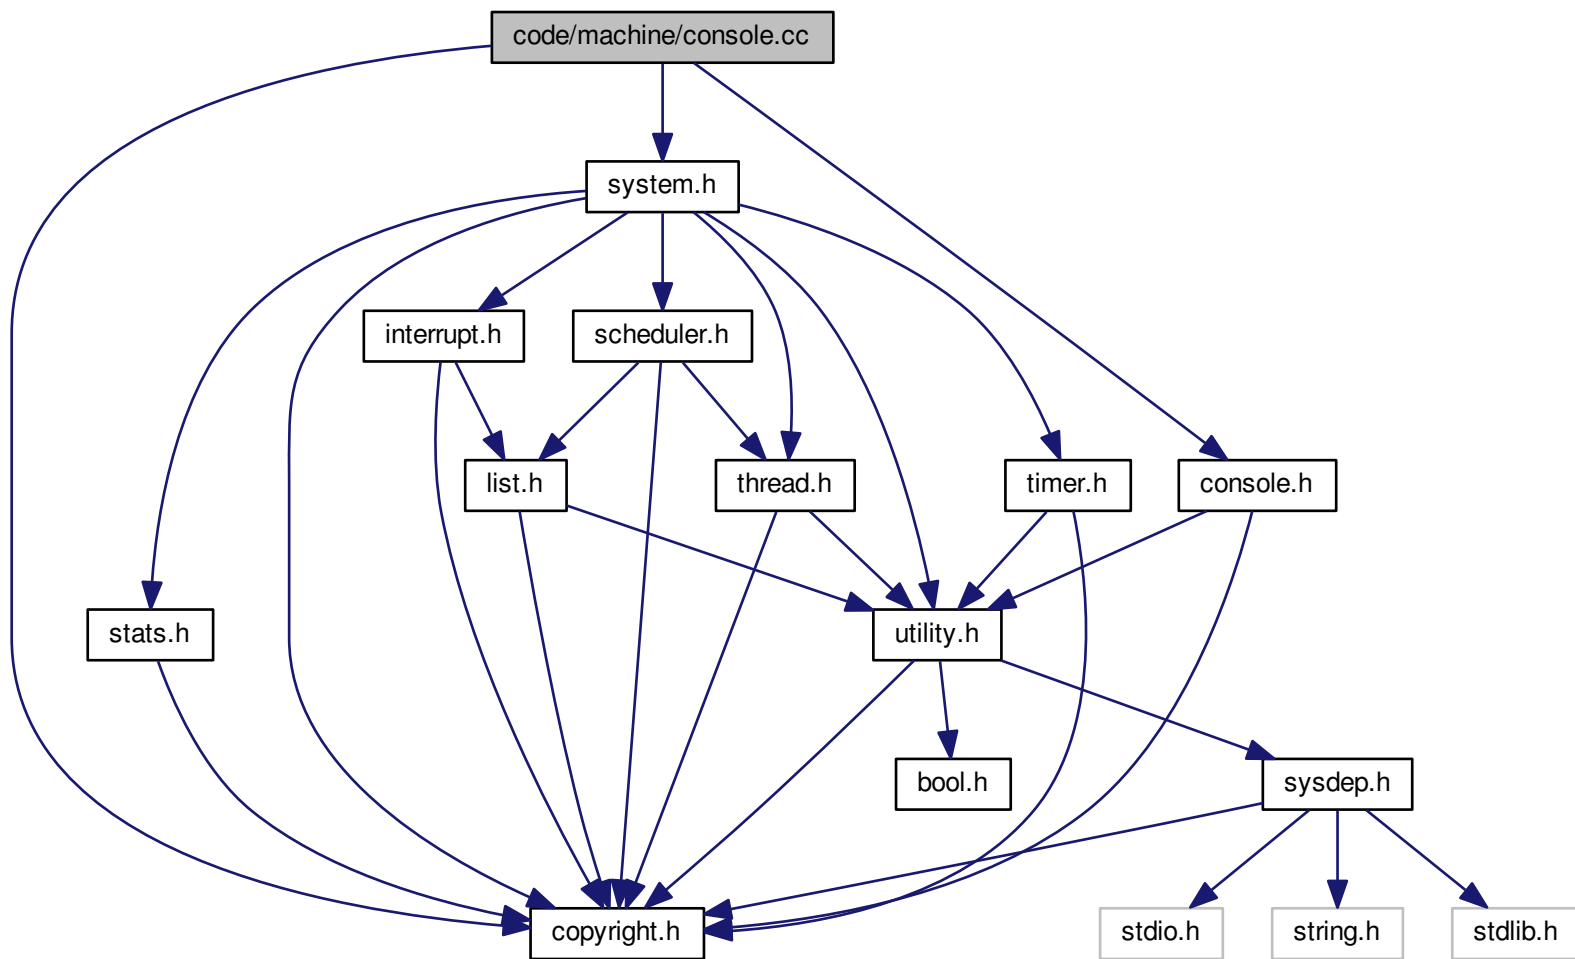 code/machine/console.cc
system.h
interrupt.h
scheduler.h
list.h
thread.h
timer.h
console.h
stats.h
utility.h
bool.h
sysdep.h
copyright.h
stdio.h
string.h
stdlib.h